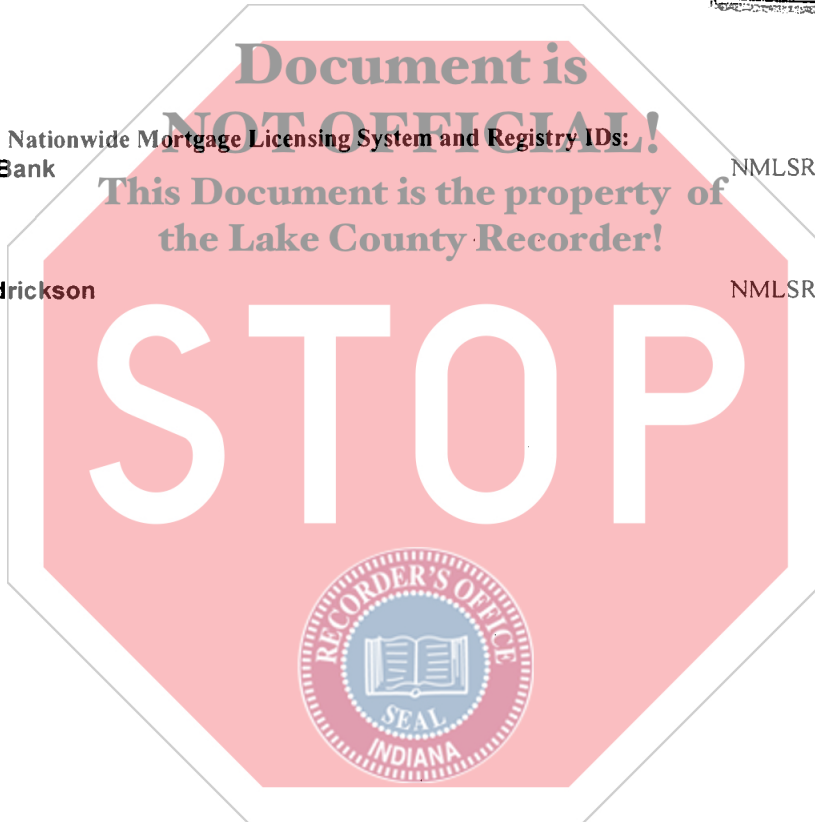 Document is
NOT OFFICIAL!
Nationwide Mortgage Licensing System and Registry IDs:
Bank NMLSR
This Document is the property of
the Lake County Recorder!
drickson NMLSR
STOP
RECORDER'S OFFICE
SEAL
INDIANA